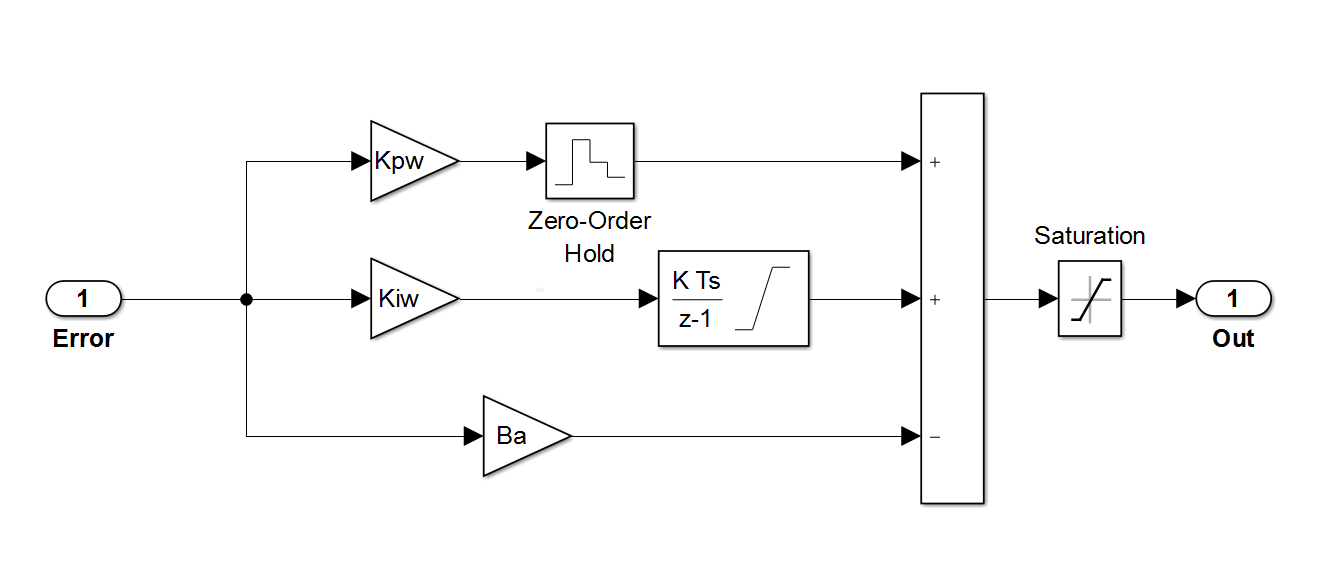 Kpw
+
Zero-Order
Hold
Saturation
1
Error
Kiw
K Ts
z-1
+
1
Out
Ba
−